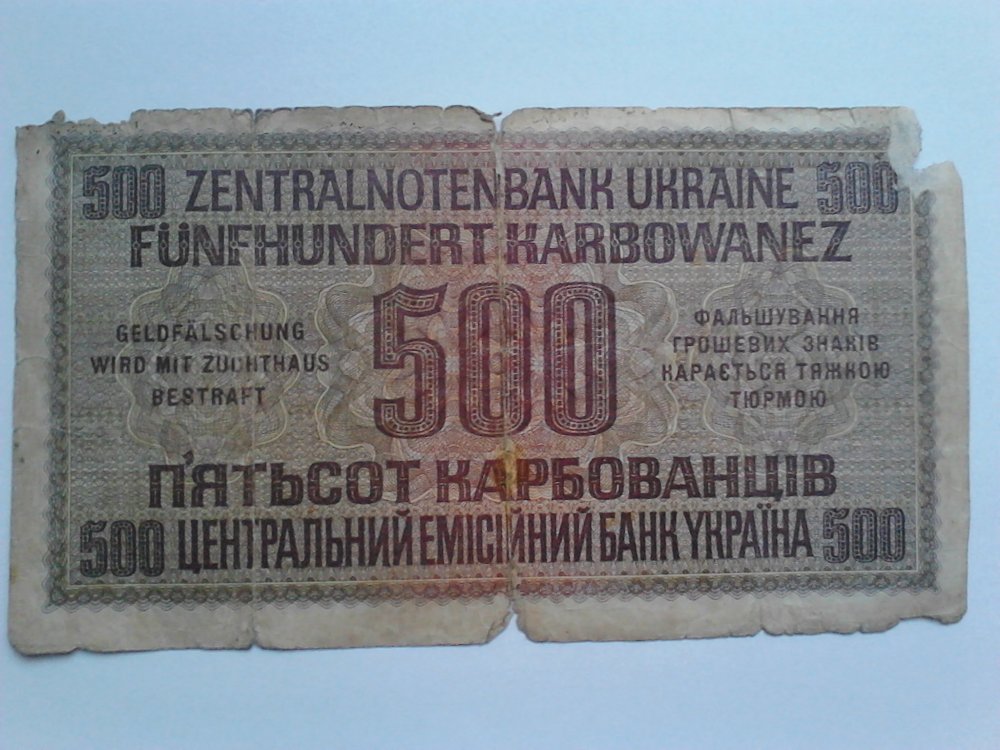 500 ZENTRALNOTENBANK UKRAINE 500
FÜNFHUNDERT KARBOWANEZ
GELDFÄLSCHUNG
WIRD MIT ZUCHTHAUS
BESTRAFT
500
ФАЛЬШУВАННЯ
ГРОШЕВИХ ЗНАКІВ
КАРАЄТЬСЯ ТЯЖКОЮ
ТЮРМОЮ
П'ЯТЬСОТ КАРБОВАНЦІВ
500 ЦЕНТРАЛЬНИЙ ЕМІСІЙНИЙ БАНК УКРАЇНА 500